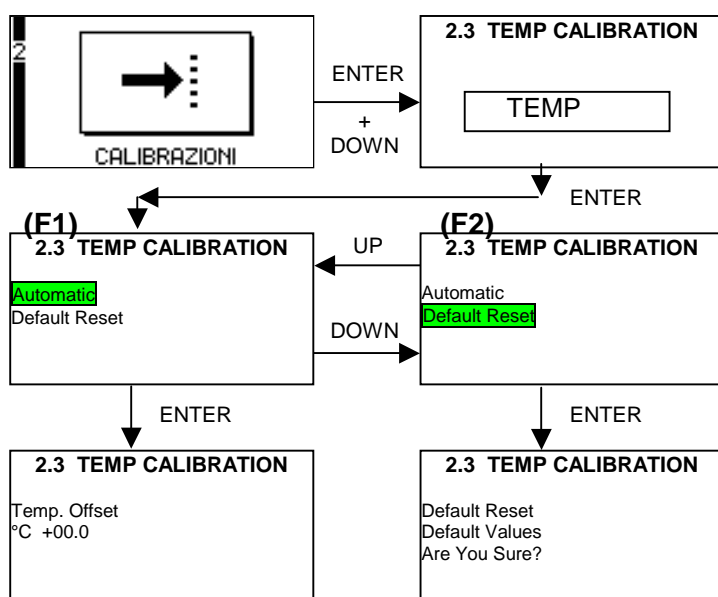 2
CALIBRAZIONI
ENTER
+
DOWN
2.3 TEMP CALIBRATION
TEMP
ENTER
(F1)
2.3 TEMP CALIBRATION
Automatic
Default Reset
UP
DOWN
(F2)
2.3 TEMP CALIBRATION
Automatic
Default Reset
ENTER
ENTER
2.3 TEMP CALIBRATION
Temp. Offset
°C +00.0
2.3 TEMP CALIBRATION
Default Reset
Default Values
Are You Sure?